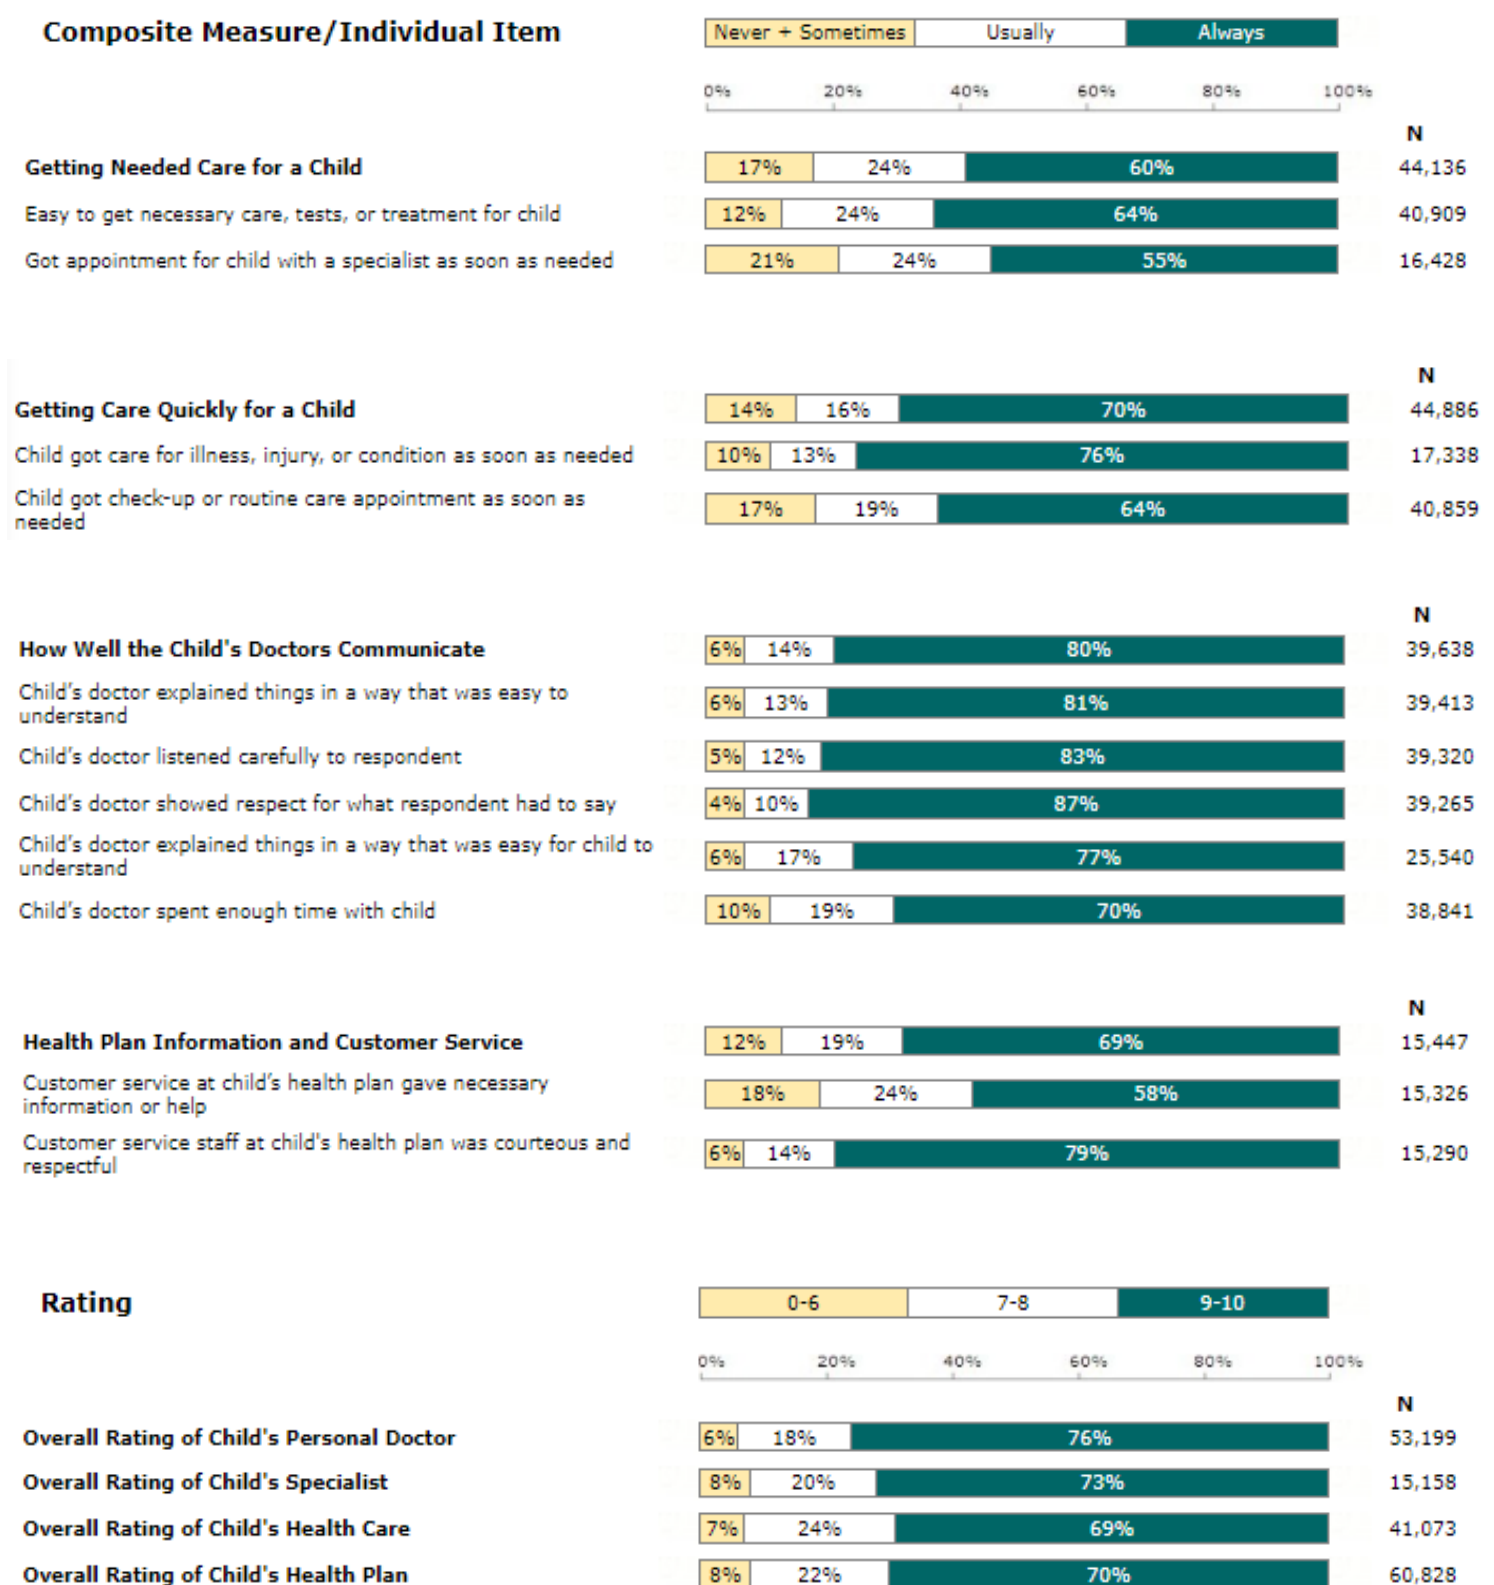 Composite Measure/Individual Item
Never + Sometimes Usually Always
0% 20% 40% 60% 80% 100%
N
Getting Needed Care for a Child 17% 24% 60% 44,136
Easy to get necessary care, tests, or treatment for child 12% 24% 64% 40,909
Got appointment for child with a specialist as soon as needed 21% 24% 55% 16,428
N
Getting Care Quickly for a Child 14% 16% 70% 44,886
Child got care for illness, injury, or condition as soon as needed 10% 13% 76% 17,338
Child got check-up or routine care appointment as soon as
needed 17% 19% 64% 40,859
N
How Well the Child's Doctors Communicate 6% 14% 80% 39,638
Child's doctor explained things in a way that was easy to
understand 6% 13% 81% 39,413
Child's doctor listened carefully to respondent 5% 12% 83% 39,320
Child's doctor showed respect for what respondent had to say 4% 10% 87% 39,265
Child's doctor explained things in a way that was easy for child to
understand 6% 17% 77% 25,540
Child's doctor spent enough time with child 10% 19% 70% 38,841
N
Health Plan Information and Customer Service 12% 19% 69% 15,447
Customer service at child's health plan gave necessary
information or help 18% 24% 58% 15,326
Customer service staff at child's health plan was courteous and
respectful 6% 14% 79% 15,290
Rating
0-6 7-8 9-10
0% 20% 40% 60% 80% 100%
N
Overall Rating of Child's Personal Doctor 6% 18% 76% 53,199
Overall Rating of Child's Specialist 8% 20% 73% 15,158
Overall Rating of Child's Health Care 7% 24% 69% 41,073
Overall Rating of Child's Health Plan 8% 22% 70% 60,828